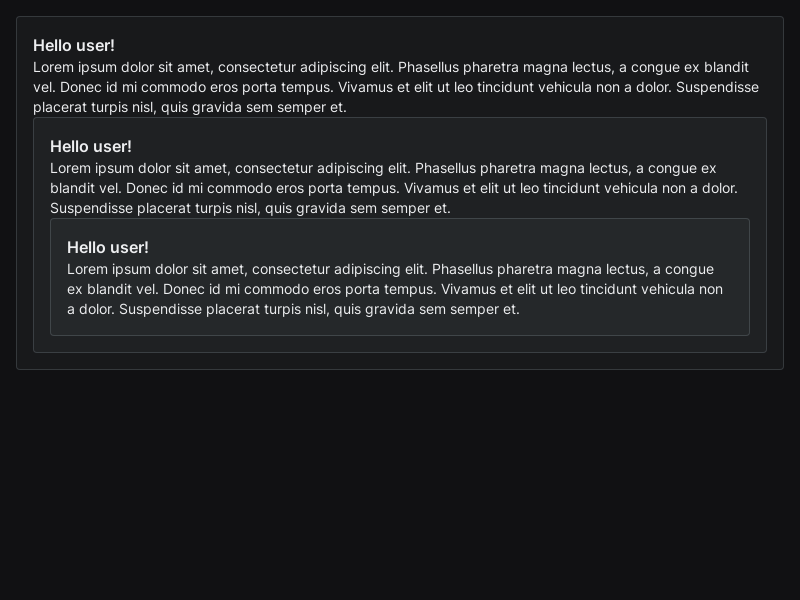 Hello user!
Lorem ipsum dolor sit amet, consectetur adipiscing elit. Phasellus pharetra magna lectus, a congue ex blandit
vel. Donec id mi commodo eros porta tempus. Vivamus et elit ut leo tincidunt vehicula non a dolor. Suspendisse
placerat turpis nisl, quis gravida sem semper et.
Hello user!
Lorem ipsum dolor sit amet, consectetur adipiscing elit. Phasellus pharetra magna lectus, a congue ex
blandit vel. Donec id mi commodo eros porta tempus. Vivamus et elit ut leo tincidunt vehicula non a dolor.
Suspendisse placerat turpis nisl, quis gravida sem semper et.
Hello user!
Lorem ipsum dolor sit amet, consectetur adipiscing elit. Phasellus pharetra magna lectus, a congue
ex blandit vel. Donec id mi commodo eros porta tempus. Vivamus et elit ut leo tincidunt vehicula non
a dolor. Suspendisse placerat turpis nisl, quis gravida sem semper et.